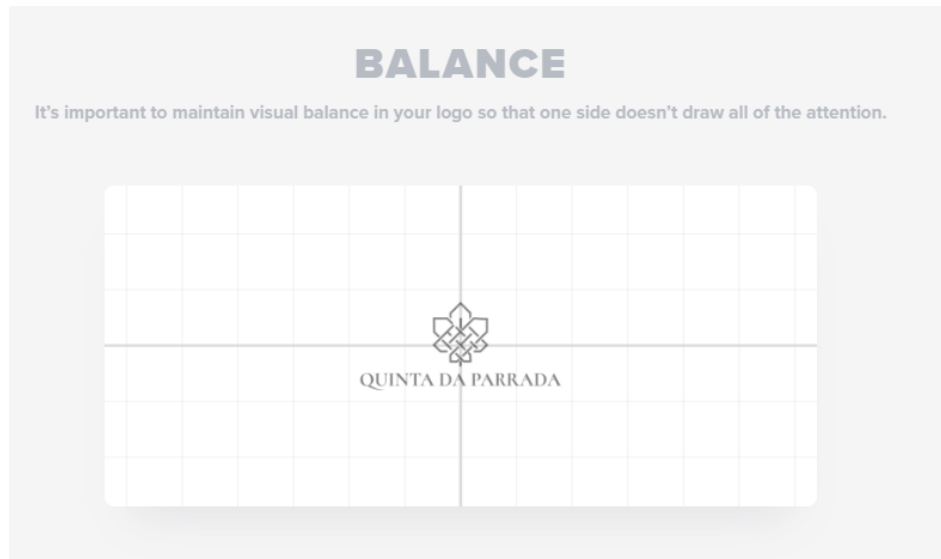 BALANCE
It’s important to maintain visual balance in your logo so that one side doesn’t draw all of the attention.
QUINTA DA PARRADA